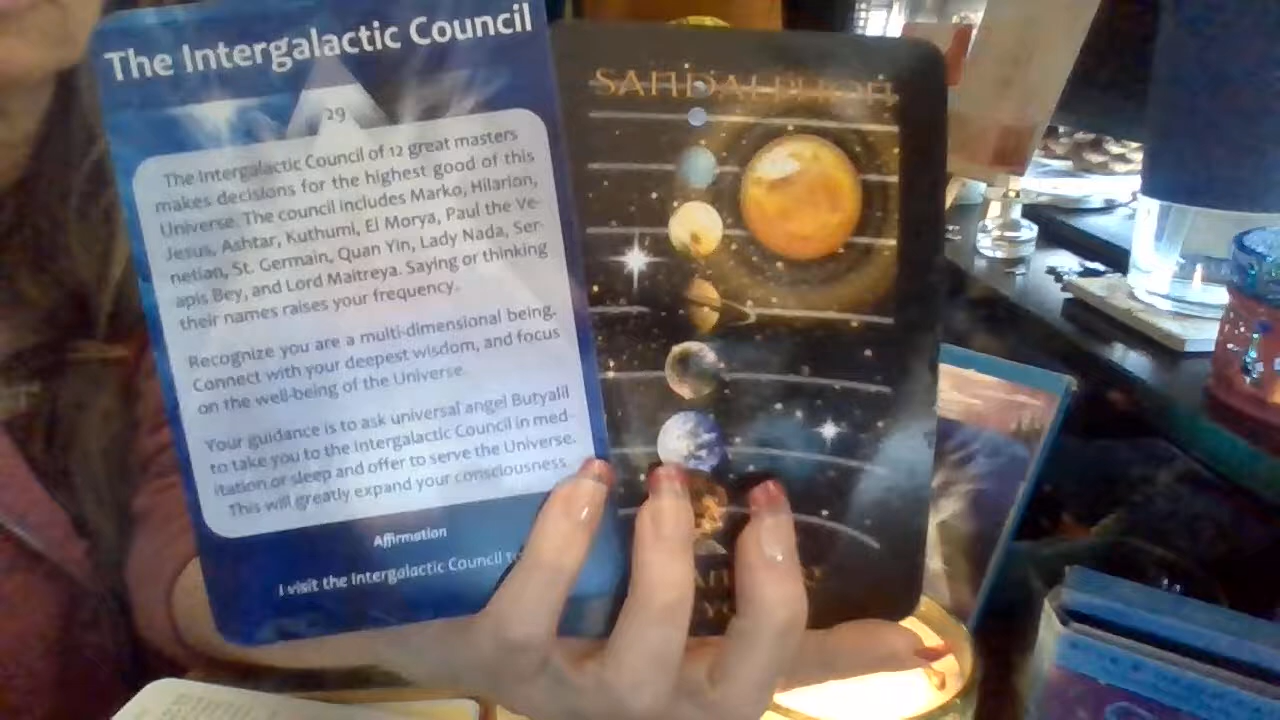 The Intergalactic Council
29
The Intergalactic Council of 12 great masters
makes decisions for the highest good of this
Universe. The council includes Marko, Hilarion,
Jesus, Ashtar, Kuthumi, El Morya, Paul the Ve-
netian, St. Germain, Quan Yin, Lady Nada, Ser-
apis Bey, and Lord Maitreya. Saying or thinking
their names raises your frequency.
Recognize you are a multi-dimensional being.
Connect with your deepest wisdom, and focus
on the well-being of the Universe.
Your guidance is to ask universal angel Butyalil
to take you to the Intergalactic Council in med-
itation or sleep and offer to serve the Universe.
This will greatly expand your consciousness.
Affirmation
I visit the Intergalactic Council
SANDALPHON